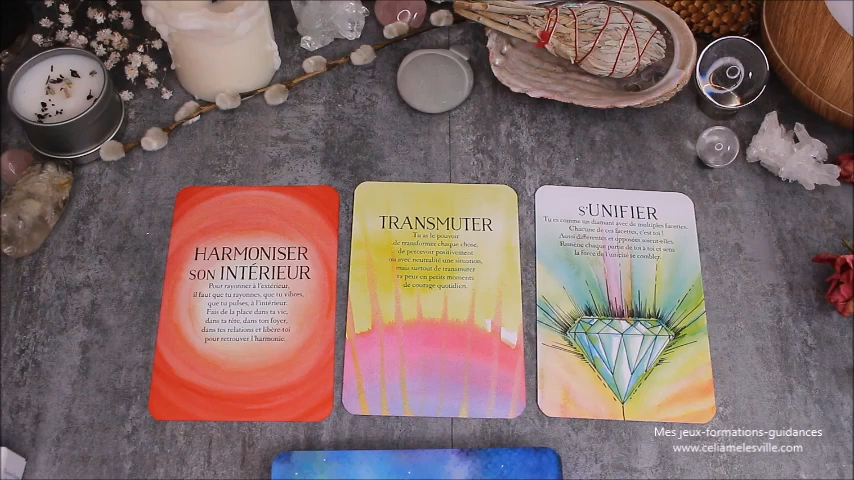 HARMONISER
SON INTÉRIEUR
Pour rayonner à l'extérieur,
il faut que tu rayonnes, que tu vibres,
que tu pulses, à l'intérieur.
Fais de la place dans ta vie,
dans ta tête, dans ton foyer,
dans tes relations et libère-toi
pour retrouver l'harmonie.
TRANSMUTER
Tu as le pouvoir
de transformer chaque chose,
de percevoir positivement
ou avec neutralité une situation,
mais surtout de transmuter
ta peur en petits moments
de courage quotidien.
S'UNIFIER
Tu es comme un diamant avec de multiples facettes.
Chacune de ces facettes, c'est toi !
Aussi différentes et opposées soient-elles.
Ramène chaque partie de toi à toi et sens
la force de l'unicité se combler.
Mes jeux-formations-guidances
www.celiamelesville.com